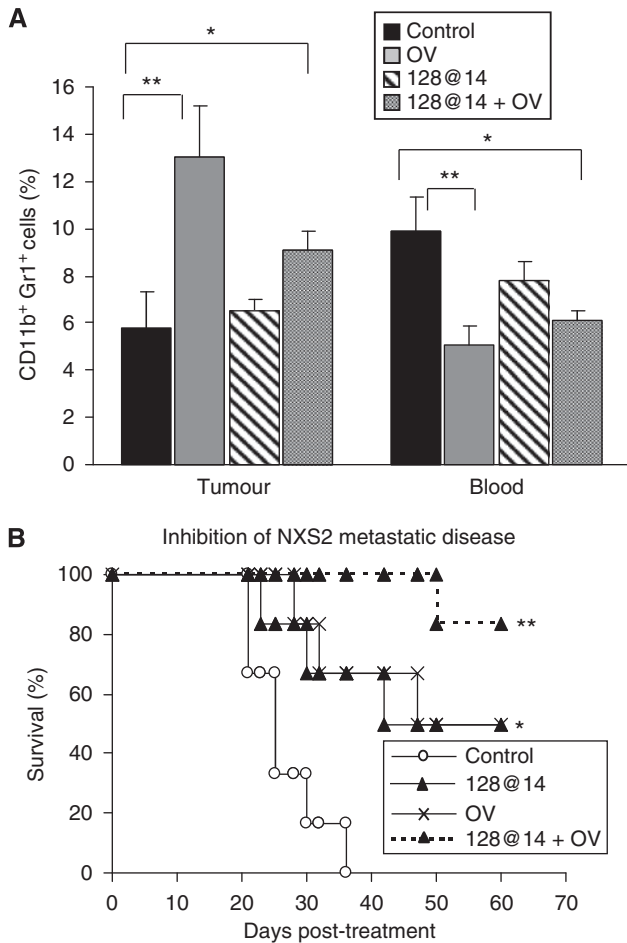 A
Control
OV
128@14
128@14 + OV
*
**
*
**
16
14
12
10
8
6
4
2
0
CD11b+ Gr1+ cells (%)
Tumour
Blood
B
Inhibition of NXS2 metastatic disease
100
80
60
40
20
0
Survival (%)
**
*
Control
128@14
OV
128@14 + OV
0
10
20
30
40
50
60
70
Days post-treatment